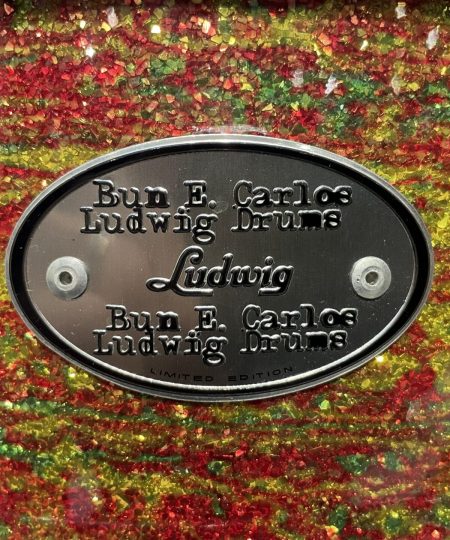 Bun E. Carlos
Ludwig Drums
Ludwig
Bun E. Carlos
Ludwig Drums
LIMITED EDITION